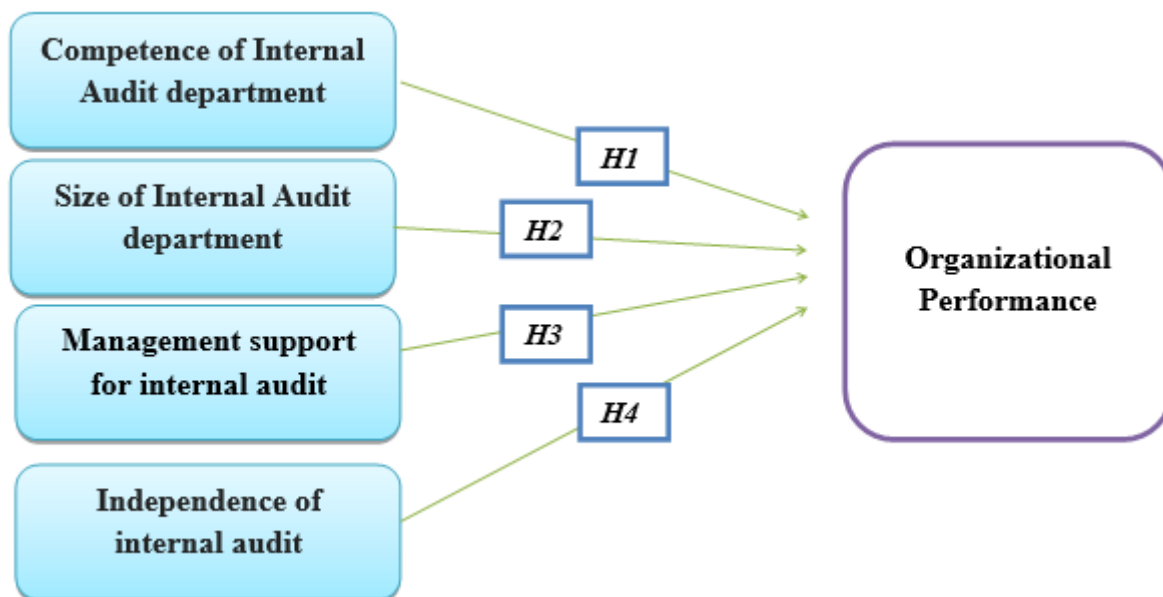 Competence of Internal
Audit department
H1
Size of Internal Audit
department
H2
Management support
for internal audit
H3
Independence of
internal audit
H4
Organizational
Performance